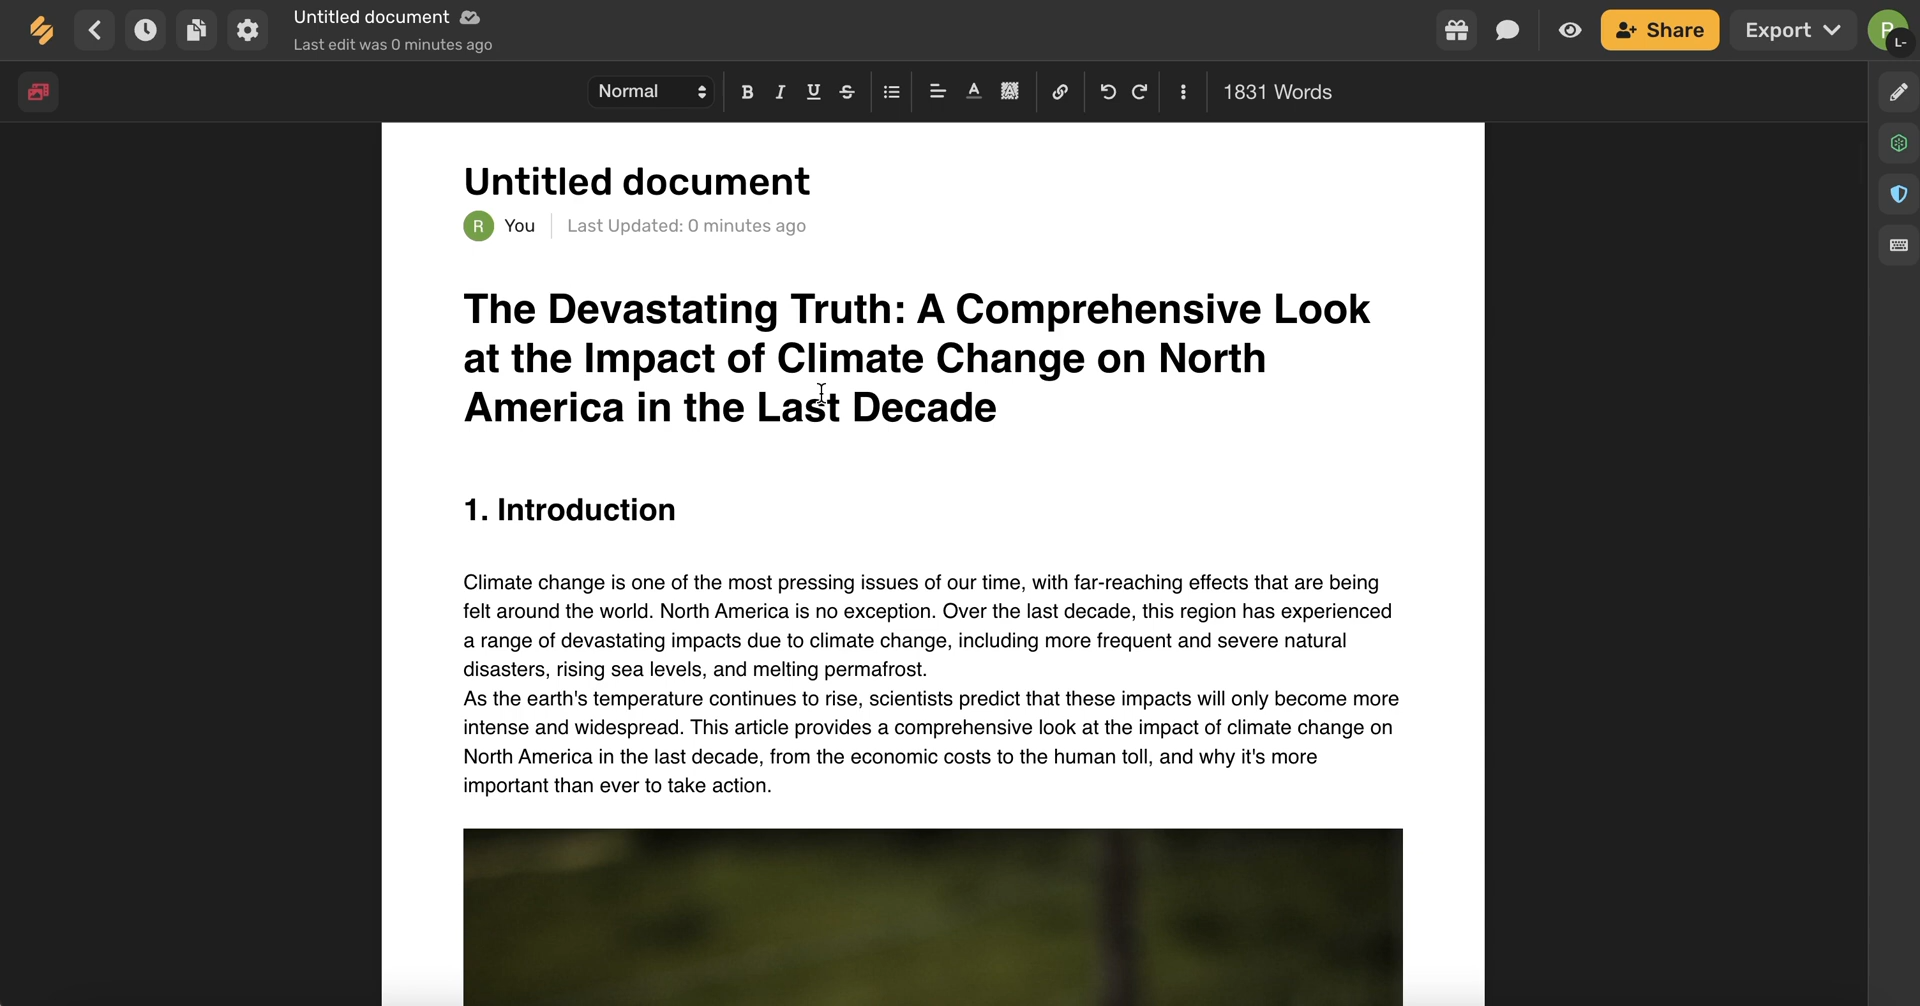 Untitled document
Last edit was 0 minutes ago
Share
Export
R
L-
Normal
B I U S
A
A
1831 Words
Untitled document
R You Last Updated: 0 minutes ago
The Devastating Truth: A Comprehensive Look
at the Impact of Climate Change on North
America in the Last Decade
1. Introduction
Climate change is one of the most pressing issues of our time, with far-reaching effects that are being
felt around the world. North America is no exception. Over the last decade, this region has experienced
a range of devastating impacts due to climate change, including more frequent and severe natural
disasters, rising sea levels, and melting permafrost.
As the earth's temperature continues to rise, scientists predict that these impacts will only become more
intense and widespread. This article provides a comprehensive look at the impact of climate change on
North America in the last decade, from the economic costs to the human toll, and why it's more
important than ever to take action.